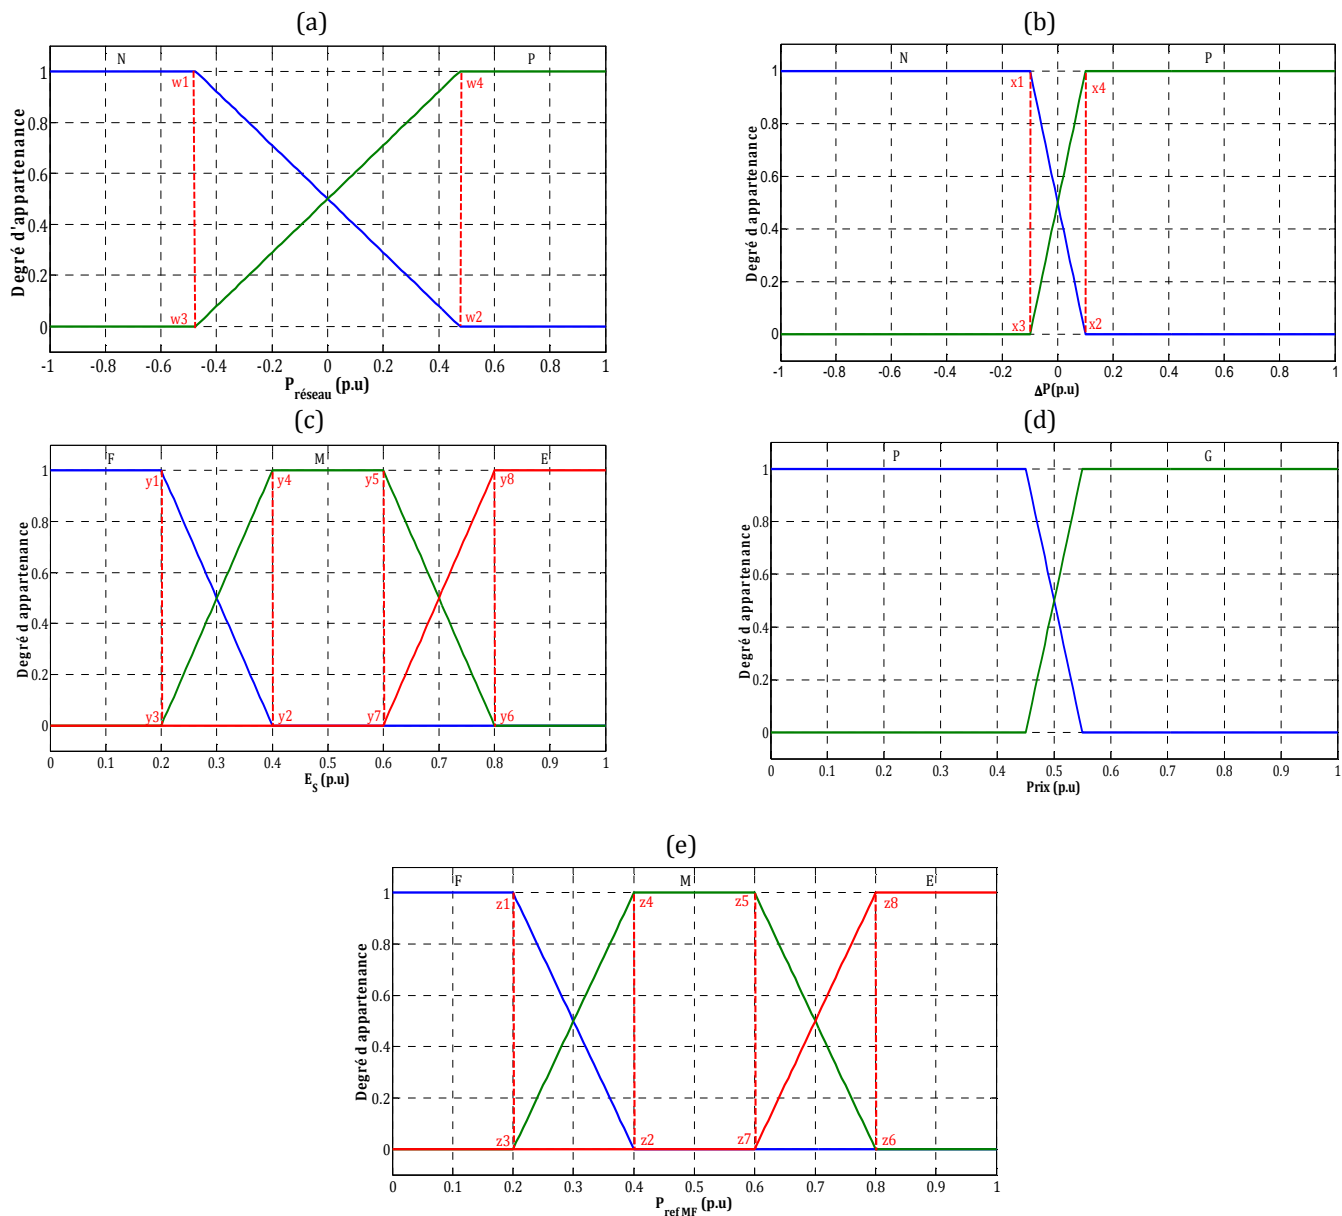 (a)
N P
1 w1 w4
0.8
0.6
0.4
0.2
0 w3 w2
Degré d'appartenance
-1 -0.8 -0.6 -0.4 -0.2 0 0.2 0.4 0.6 0.8 1
P réseau (p.u)
(b)
N P
1 x1 x4
0.8
0.6
0.4
0.2
0 x3 x2
Degré d appartenance
-1 -0.8 -0.6 -0.4 -0.2 0 0.2 0.4 0.6 0.8 1
ΔP(p.u)
(c)
F M E
1 y1 y4 y5 y8
0.8
0.6
0.4
0.2
0 y3 y2 y7 y6
Degré d appartenance
0 0.1 0.2 0.3 0.4 0.5 0.6 0.7 0.8 0.9 1
E S (p.u)
(d)
P G
1
0.8
0.6
0.4
0.2
0
Degré d appartenance
0 0.1 0.2 0.3 0.4 0.5 0.6 0.7 0.8 0.9 1
Prix (p.u)
(e)
F M E
1 z1 z4 z5 z8
0.8
0.6
0.4
0.2
0 z3 z2 z7 z6
Degré d appartenance
0 0.1 0.2 0.3 0.4 0.5 0.6 0.7 0.8 0.9 1
P ref MF (p.u)